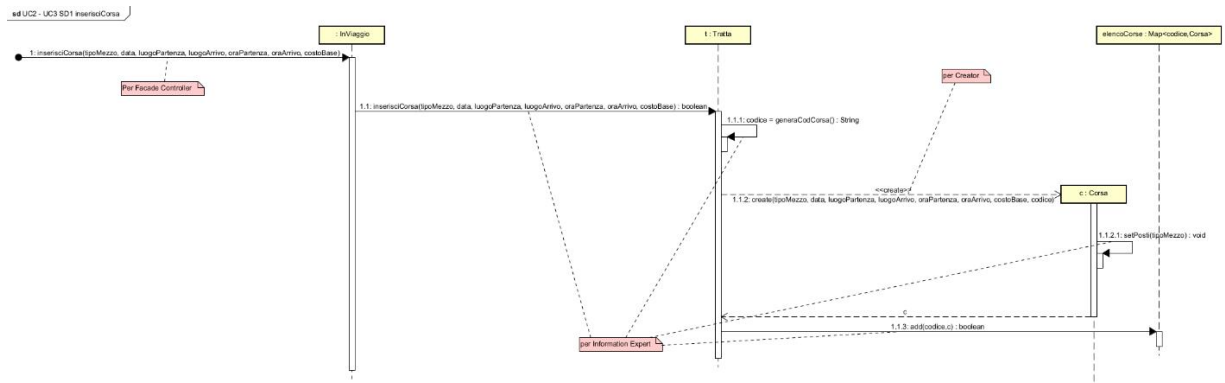 sd UC2 - UC3 SD1 inserisciCorsa
: InViaggio
t : Tratta
elencoCorse : Map<codice,Corsa>
1: inserisciCorsa(tipoMezzo, data, luogoPartenza, luogoArrivo, oraPartenza, oraArrivo, costoBase)
per Creator
Per Facade Controller
1.1: inserisciCorsa(tipoMezzo, data, luogoPartenza, luogoArrivo, oraPartenza, oraArrivo, costoBase) : boolean
1.1.1: codice = generaCodCorsa() : String
<<create>>
c : Corsa
1.1.2: create(tipoMezzo, data, luogoPartenza, luogoArrivo, oraPartenza, oraArrivo, costoBase, codice)
1.1.2.1: setPosti(tipoMezzo) : void
c
1.1.3: add(codice,c) : boolean
per Information Expert